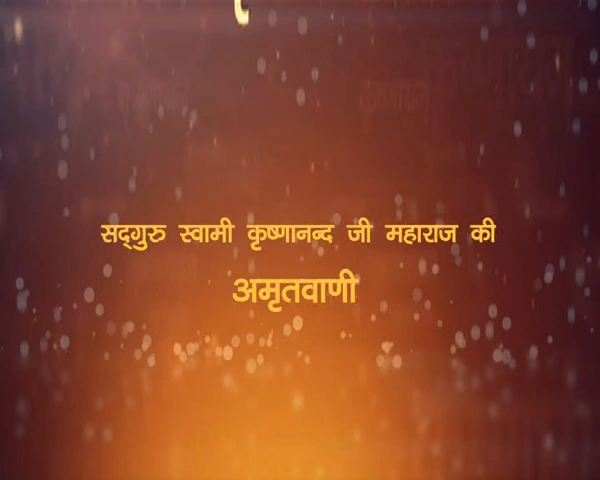 सद्गुरु स्वामी कृष्णानन्द जी महाराज की
अमृतवाणी